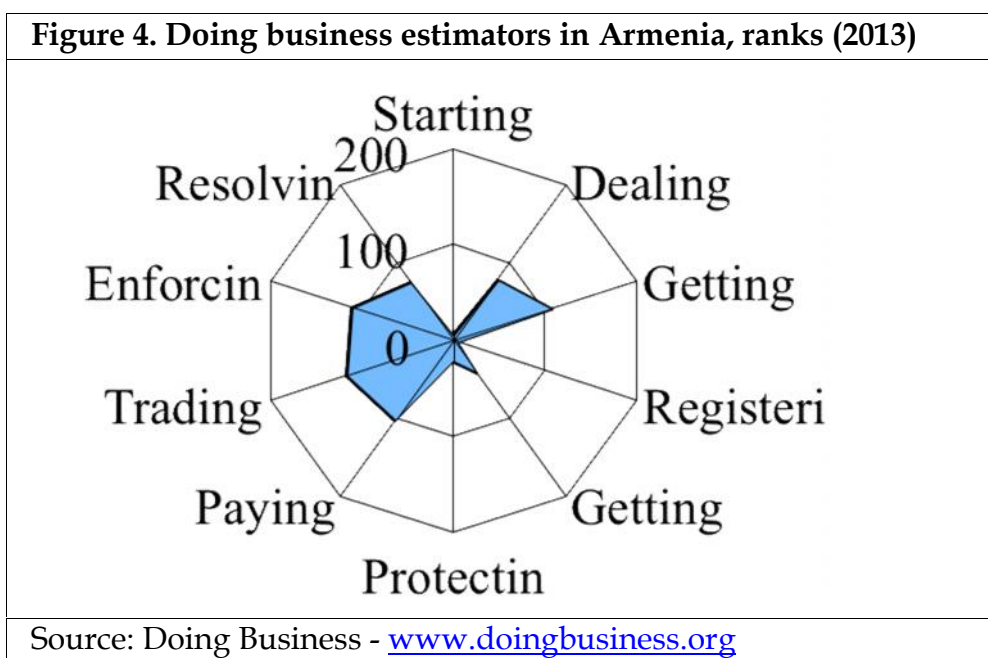 Figure 4. Doing business estimators in Armenia, ranks (2013)
Starting
200
Resolvin
Dealing
100
Enforcin
Getting
0
Trading
Registeri
Paying
Getting
Protectin
Source: Doing Business - www.doingbusiness.org